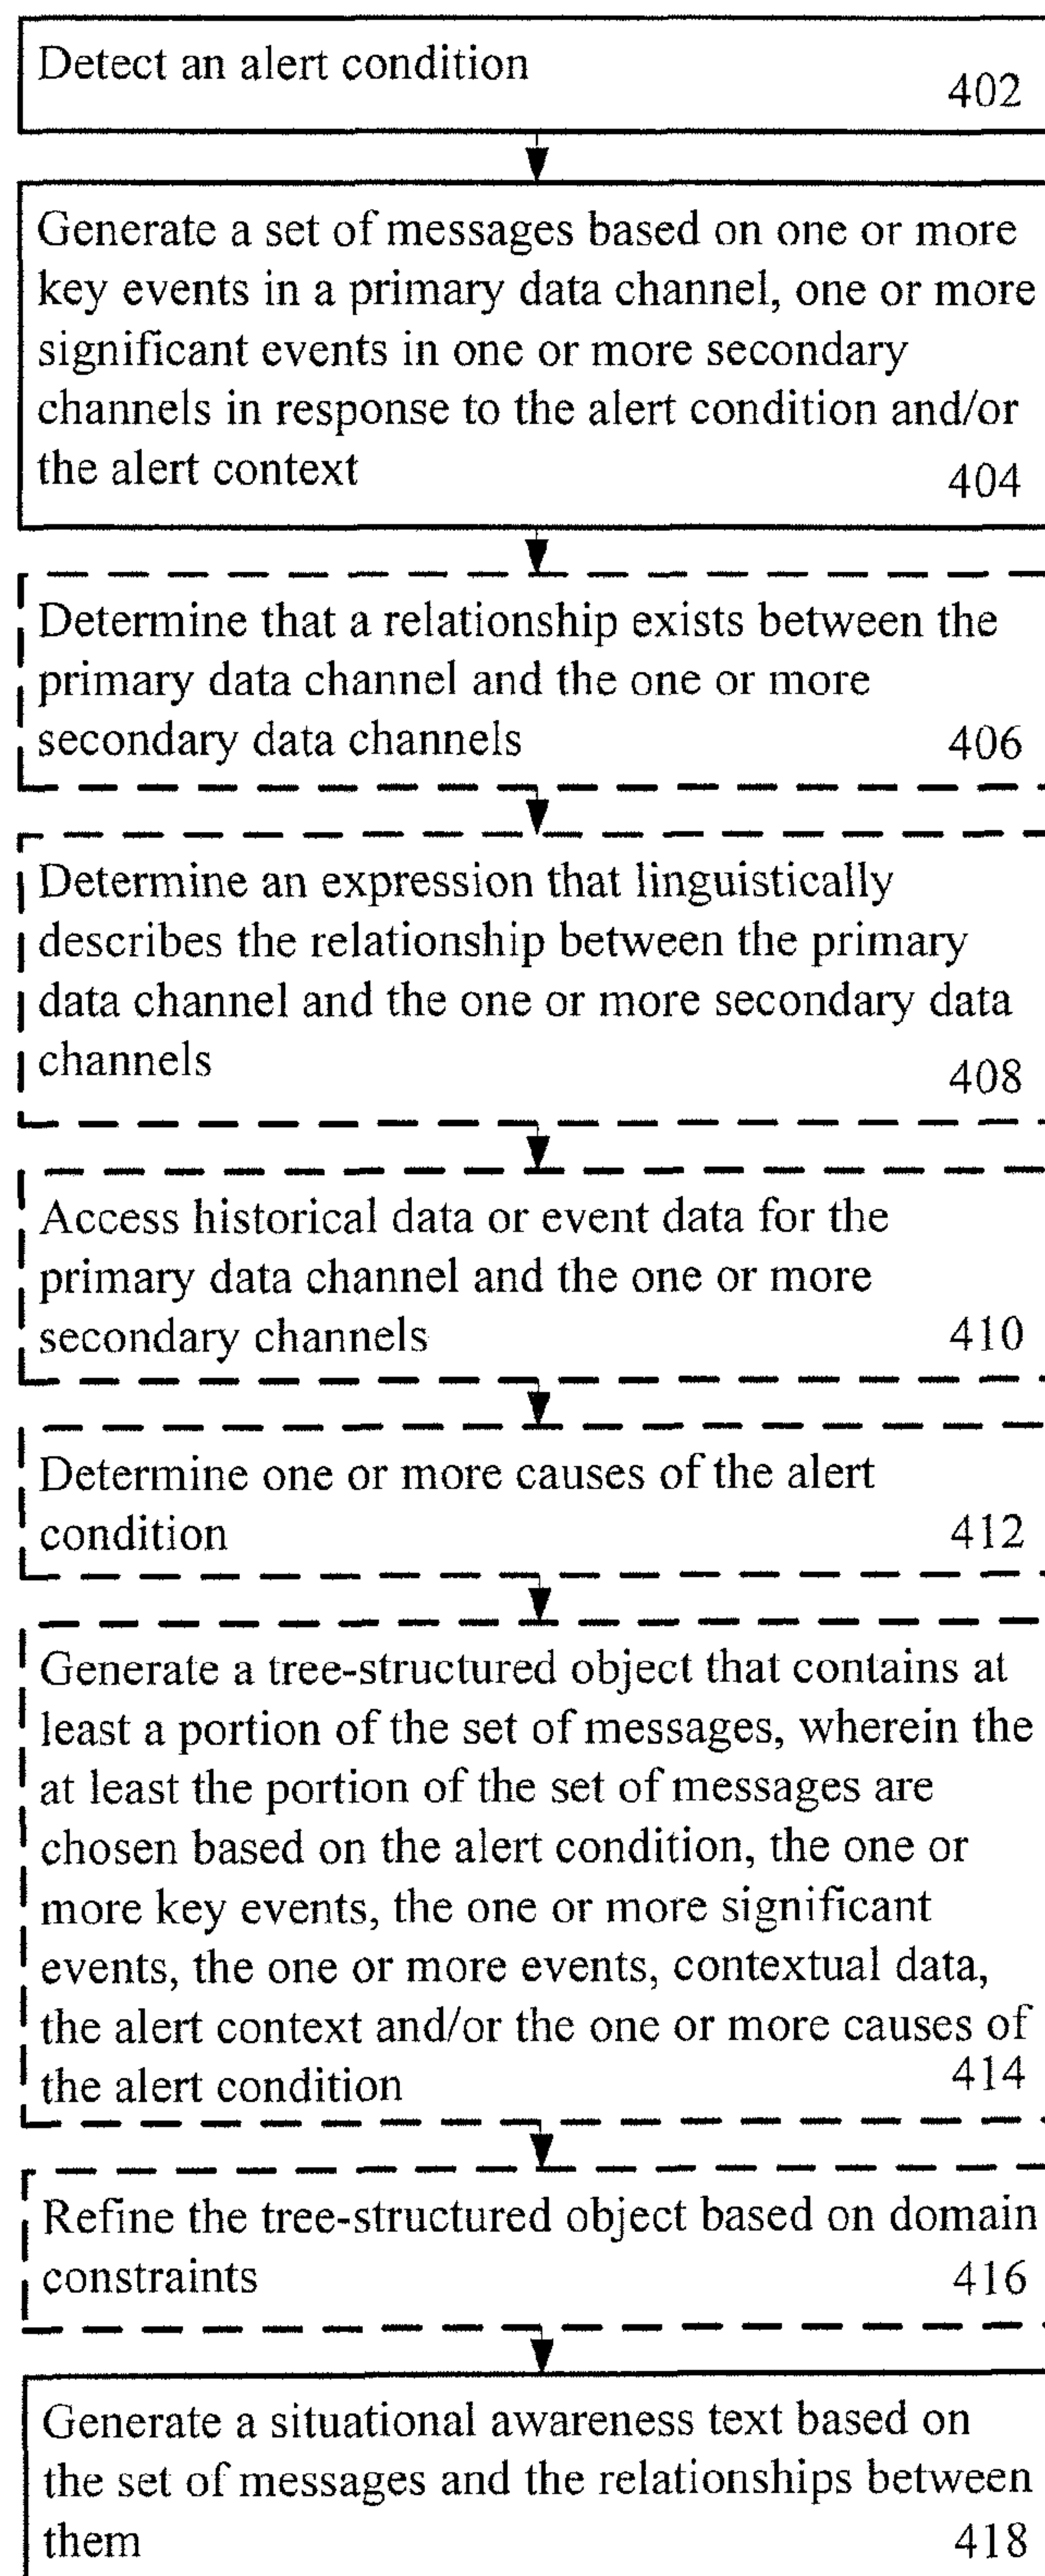 Detect an alert condition
402
Generate a set of messages based on one or more
key events in a primary data channel, one or more
significant events in one or more secondary
channels in response to the alert condition and/or
the alert context
404
Determine that a relationship exists between the
primary data channel and the one or more
secondary data channels
406
Determine an expression that linguistically
describes the relationship between the primary
data channel and the one or more secondary data
channels
408
Access historical data or event data for the
primary data channel and the one or more
secondary channels
410
Determine one or more causes of the alert
condition
412
Generate a tree-structured object that contains at
least a portion of the set of messages, wherein the
at least the portion of the set of messages are
chosen based on the alert condition, the one or
more key events, the one or more significant
events, the one or more events, contextual data,
the alert context and/or the one or more causes of
the alert condition
414
Refine the tree-structured object based on domain
constraints
416
Generate a situational awareness text based on
the set of messages and the relationships between
them
418